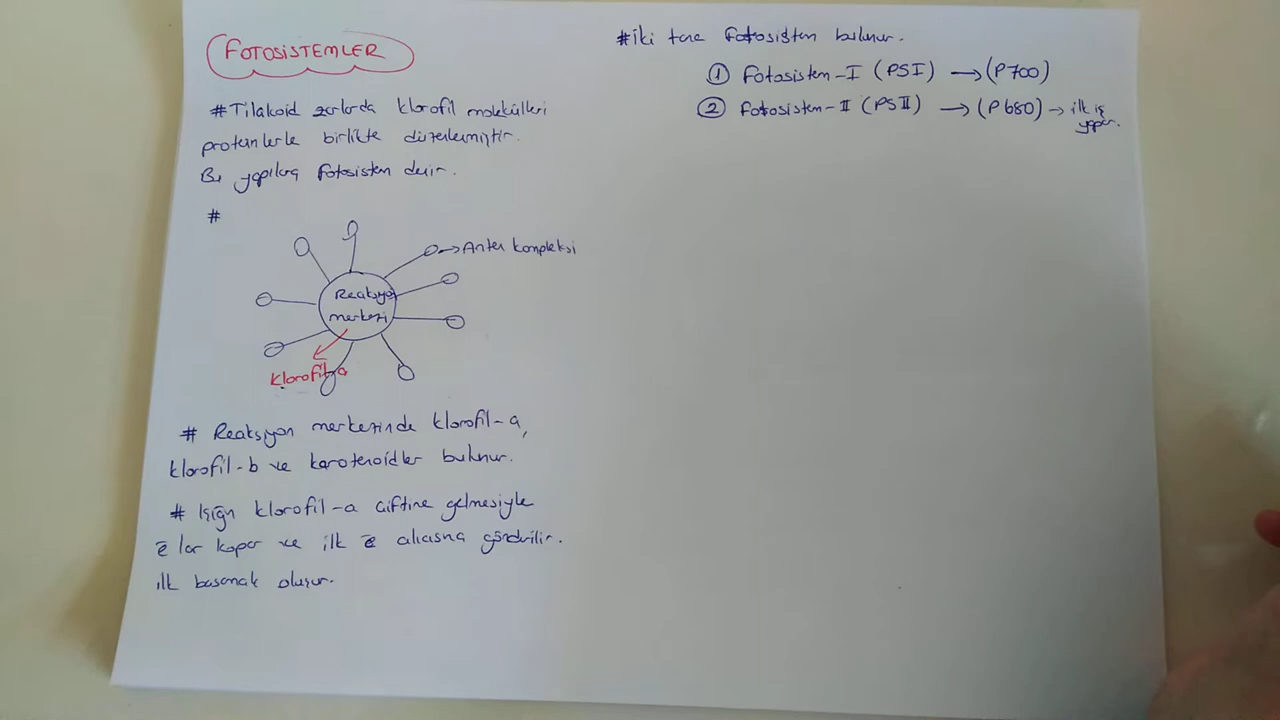 FOTOSİSTEMLER
# Tilakoid zarlarda klorofil molekülleri
proteinlerle birlikte düzenlemiştir.
Bu yapılara fotosistem denir.
#
Anten kompleksi
Reaksiyon
merkezi
Klorofil-a
# Reaksiyon merkezinde klorofil-a,
klorofil-b ve karotenoidler bulunur.
# Işığın klorofil-a çiftine gelmesiyle
ē lar kopar ve ilk ē alıcısına gönderilir.
ilk basamak oluşur.
# İki tane fotosistem bulunur.
① Fotosistem-I (PSI) → (P700)
② Fotosistem-II (PSII) → (P680) → ilk iş
yapar.